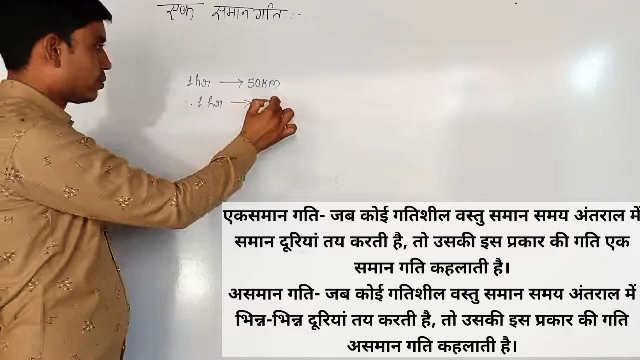 एक समान गति :-
1 hr → 50 Km
∴ 1 hr →
एकसमान गति- जब कोई गतिशील वस्तु समान समय अंतराल में
समान दूरियां तय करती है, तो उसकी इस प्रकार की गति एक
समान गति कहलाती है।
असमान गति- जब कोई गतिशील वस्तु समान समय अंतराल में
भिन्न-भिन्न दूरियां तय करती है, तो उसकी इस प्रकार की गति
असमान गति कहलाती है।